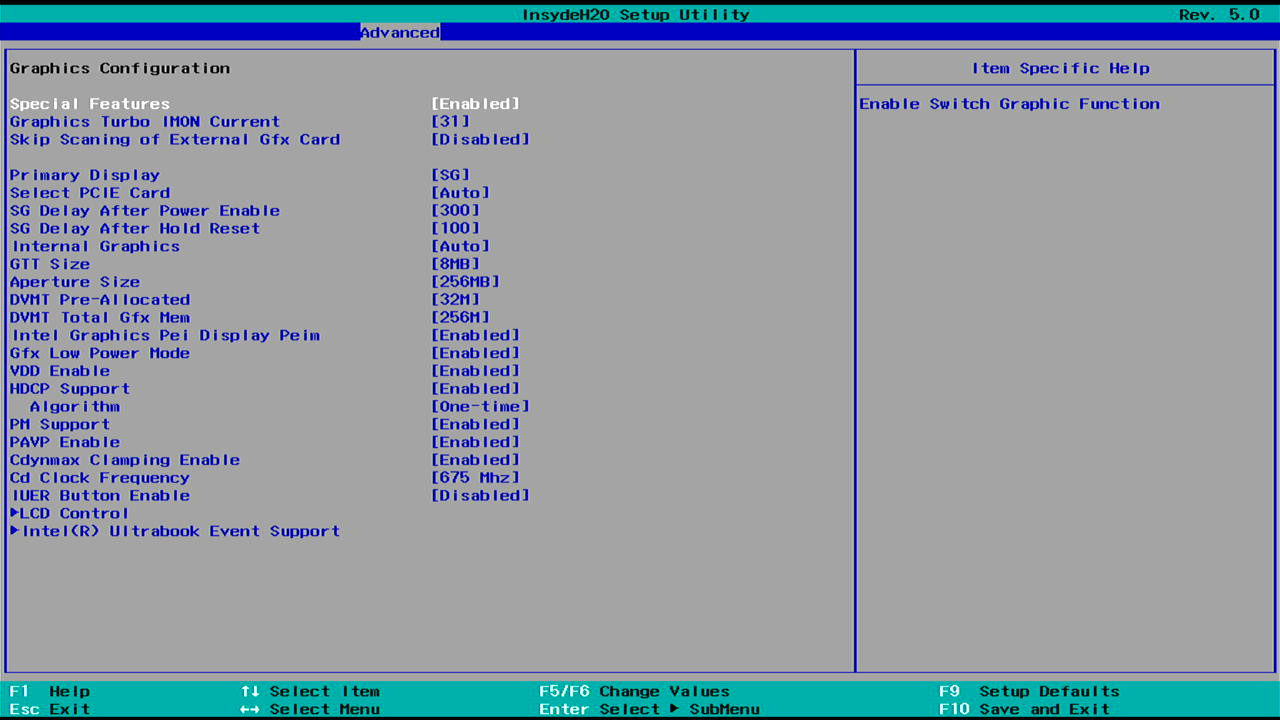 InsydeH2O Setup Utility Rev. 5.0
Advanced
Graphics Configuration
Item Specific Help
Special Features [Enabled]
Enable Switch Graphic Function
Graphics Turbo IMON Current [31]
Skip Scaning of External Gfx Card [Disabled]
Primary Display [SG]
Select PCIE Card [Auto]
SG Delay After Power Enable [300]
SG Delay After Hold Reset [100]
Internal Graphics [Auto]
GTT Size [8MB]
Aperture Size [256MB]
DVMT Pre-Allocated [32M]
DVMT Total Gfx Mem [256M]
Intel Graphics Pei Display Peim [Enabled]
Gfx Low Power Mode [Enabled]
VDD Enable [Enabled]
HDCP Support [Enabled]
Algorithm [One-time]
PM Support [Enabled]
PAVP Enable [Enabled]
Cdynmax Clamping Enable [Enabled]
Cd Clock Frequency [675 Mhz]
IUER Button Enable [Disabled]
►LCD Control
►Intel(R) Ultrabook Event Support
F1 Help ↑↓ Select Item F5/F6 Change Values F9 Setup Defaults
Esc Exit ←→ Select Menu Enter Select ► SubMenu F10 Save and Exit